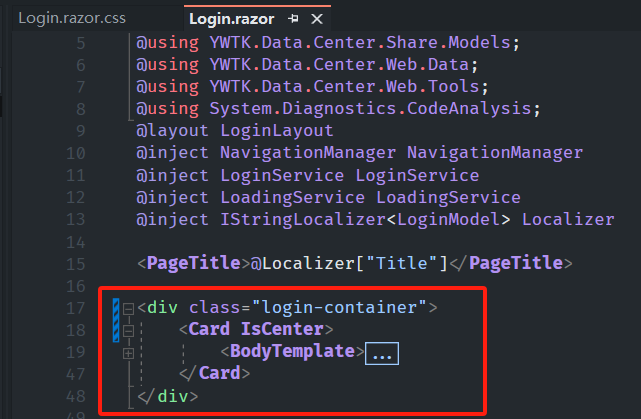 Login.razor.css Login.razor
5 @using YWTK.Data.Center.Share.Models;
6 @using YWTK.Data.Center.Web.Data;
7 @using YWTK.Data.Center.Web.Tools;
8 @using System.Diagnostics.CodeAnalysis;
9 @layout LoginLayout
10 @inject NavigationManager NavigationManager
11 @inject LoginService LoginService
12 @inject LoadingService LoadingService
13 @inject IStringLocalizer<LoginModel> Localizer
14
15 <PageTitle>@Localizer["Title"]</PageTitle>
16
17 <div class="login-container">
18 <Card IsCenter>
19 <BodyTemplate>...
47 </Card>
48 </div>
49